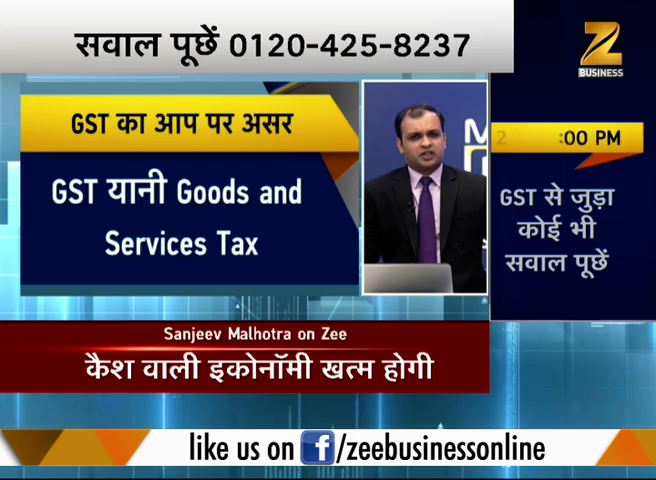 सवाल पूछें 0120-425-8237
Z
BUSINESS
GST का आप पर असर
GST यानी Goods and
Services Tax
:00 PM
GST से जुड़ा
कोई भी
सवाल पूछें
Sanjeev Malhotra on Zee
कैश वाली इकोनॉमी खत्म होगी
like us on f/zeebusinessonline